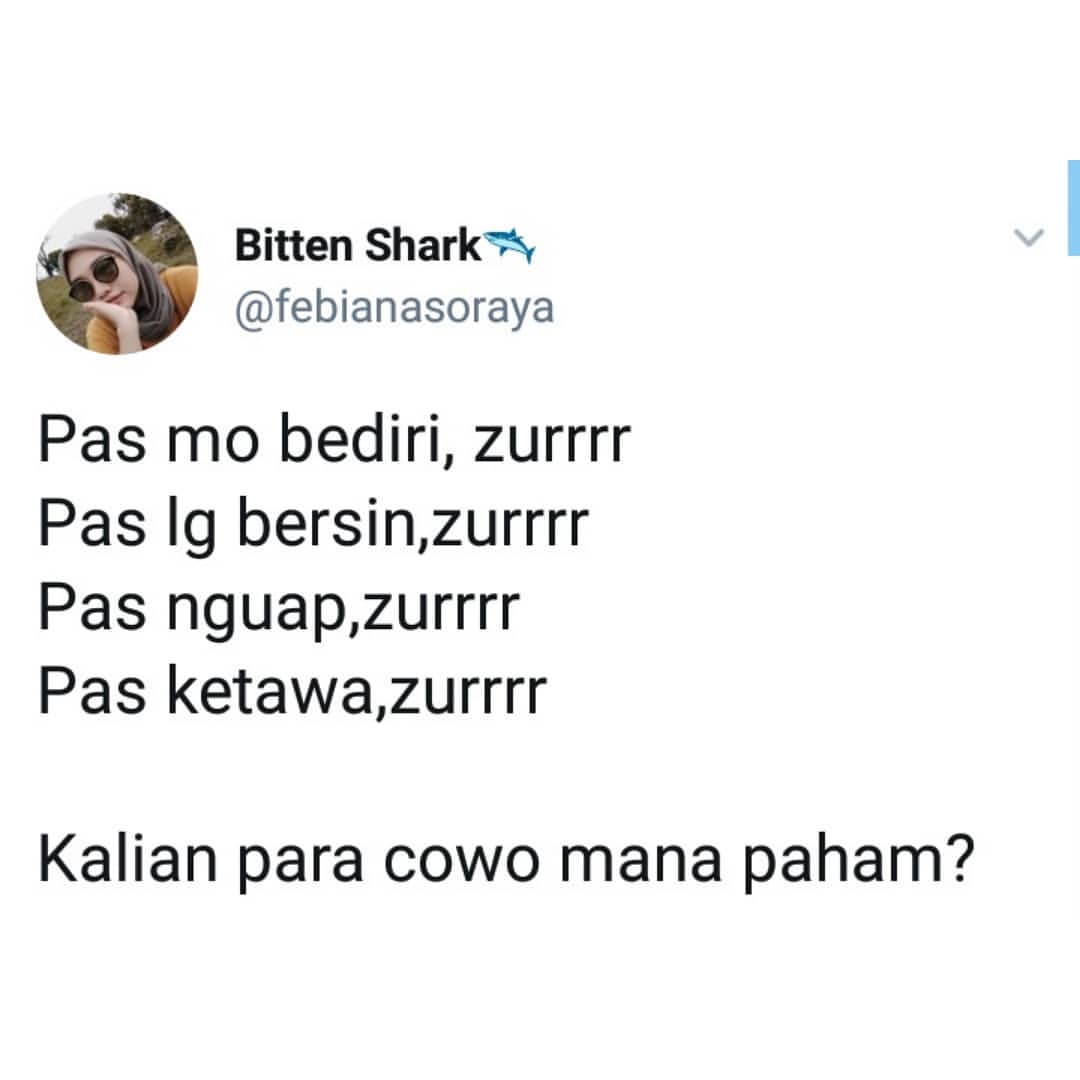 Bitten Shark🦈
@febianasoraya
Pas mo bediri, zurrrr
Pas lg bersin,zurrrr
Pas nguap,zurrrr
Pas ketawa,zurrrr
Kalian para cowo mana paham?